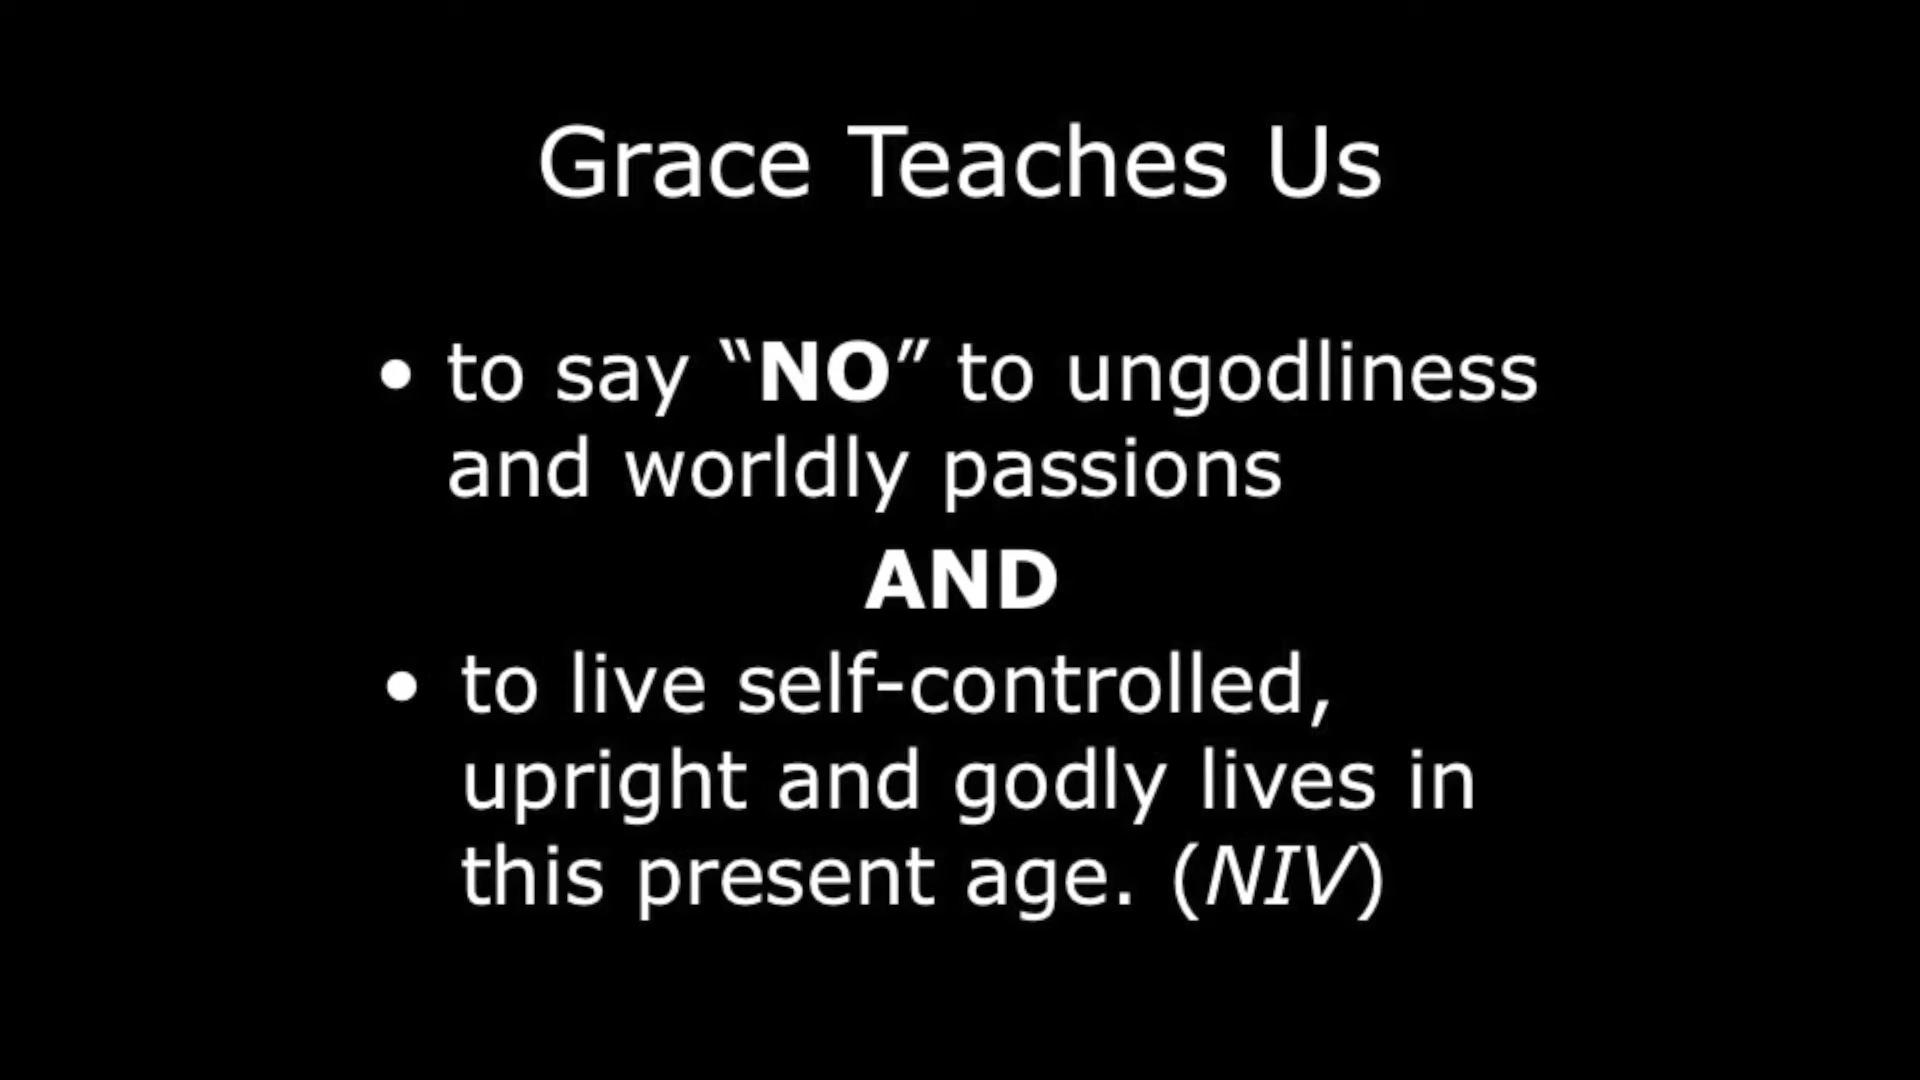 Grace Teaches Us
• to say “NO” to ungodliness
and worldly passions
AND
• to live self-controlled,
upright and godly lives in
this present age. (NIV)